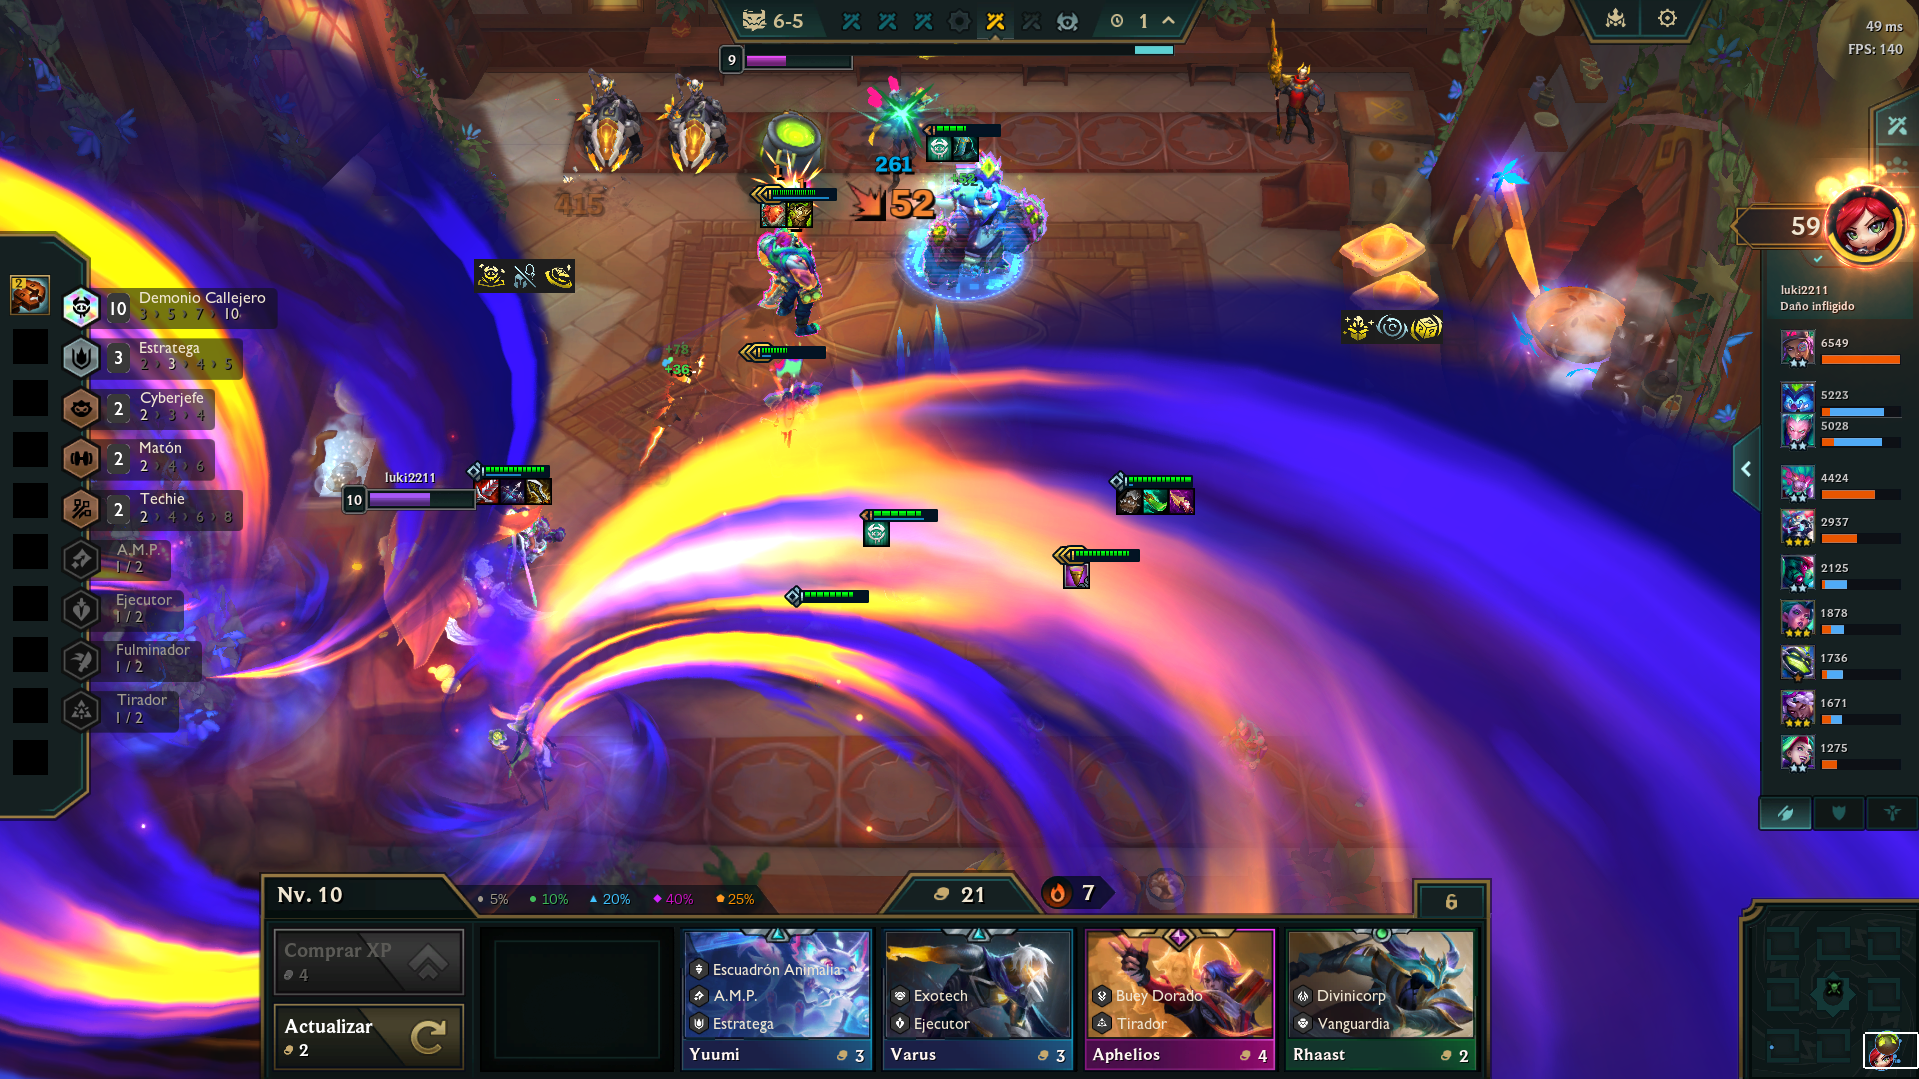 6-5
1
49 ms
FPS: 140
9
261
415
52
1
+52
59
luki2211
Daño infligido
10
Demonio Callejero
3 › 5 › 7 › 10
3
Estratega
2 › 3 › 4 › 5
2
Cyberjefe
2 › 3 › 4
2
Matón
2 › 4 › 6
2
Techie
2 › 4 › 6 › 8
A.M.P.
1 / 2
Ejecutor
1 / 2
Fulminador
1 / 2
Tirador
1 / 2
+78
+36
luki2211
10
6549
5223
5028
4424
2937
2125
1878
1736
1671
1275
Nv. 10
5%
10%
20%
40%
25%
21
7
6
Comprar XP
4
Actualizar
2
Escuadrón Animalia
A.M.P.
Estratega
Yuumi
3
Exotech
Ejecutor
Varus
3
Buey Dorado
Tirador
Aphelios
4
Divinicorp
Vanguardia
Rhaast
2